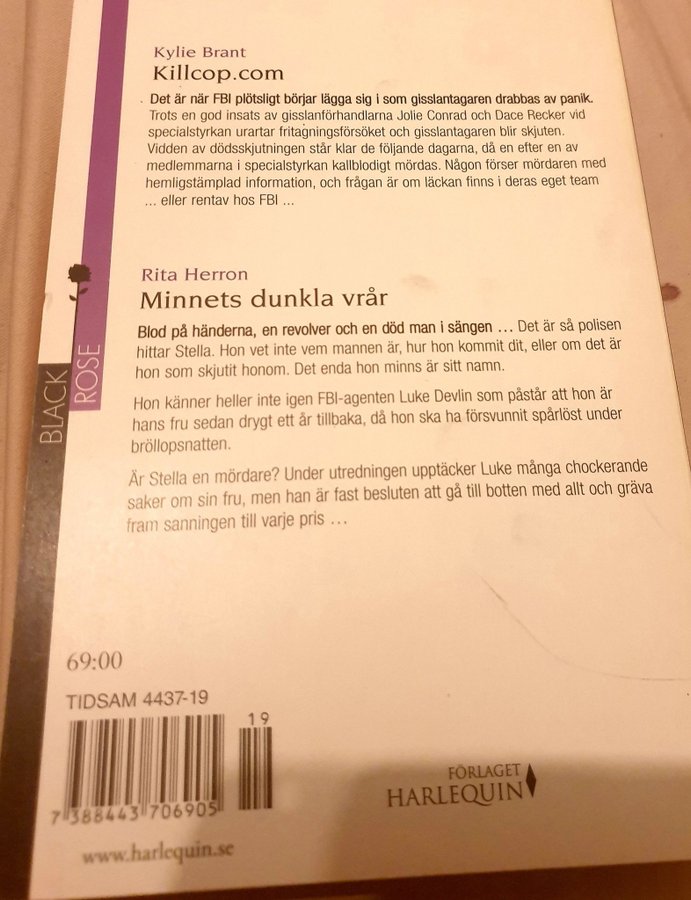 Kylie Brant
Killcop.com
Det är när FBI plötsligt börjar lägga sig i som gisslantagaren drabbas av panik.
Trots en god insats av gisslanförhandlarna Jolie Conrad och Dace Recker vid
specialstyrkan urartar fritagningsförsöket och gisslantagaren blir skjuten.
Vidden av dödsskjutningen står klar de följande dagarna, då en efter en av
medlemmarna i specialstyrkan kallblodigt mördas. Någon förser mördaren med
hemligstämplad information, och frågan är om läckan finns i deras eget team
... eller rentav hos FBI ...
Rita Herron
Minnets dunkla vrår
Blod på händerna, en revolver och en död man i sängen ... Det är så polisen
hittar Stella. Hon vet inte vem mannen är, hur hon kommit dit, eller om det är
hon som skjutit honom. Det enda hon minns är sitt namn.
Hon känner heller inte igen FBI-agenten Luke Devlin som påstår att hon är
hans fru sedan drygt ett år tillbaka, då hon ska ha försvunnit spårlöst under
bröllopsnatten.
Är Stella en mördare? Under utredningen upptäcker Luke många chockerande
saker om sin fru, men han är fast besluten att gå till botten med allt och gräva
fram sanningen till varje pris ...
BLACK
ROSE
69:00
TIDSAM 4437-19
19
7 388443 706905
www.harlequin.se
FÖRLAGET
HARLEQUIN